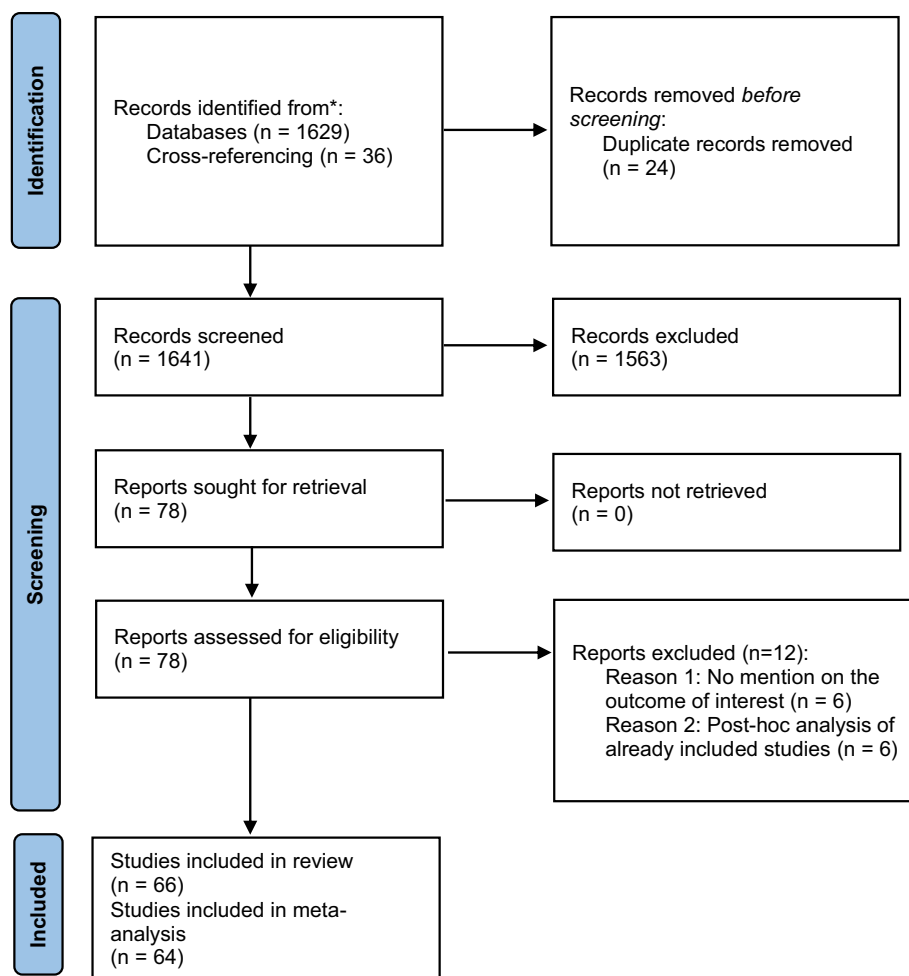 Identification
Records identified from*:
Databases (n = 1629)
Cross-referencing (n = 36)
Records removed before
screening:
Duplicate records removed
(n = 24)
Screening
Records screened
(n = 1641)
Records excluded
(n = 1563)
Reports sought for retrieval
(n = 78)
Reports not retrieved
(n = 0)
Reports assessed for eligibility
(n = 78)
Reports excluded (n=12):
Reason 1: No mention on the
outcome of interest (n = 6)
Reason 2: Post-hoc analysis of
already included studies (n = 6)
Included
Studies included in review
(n = 66)
Studies included in meta-
analysis
(n = 64)